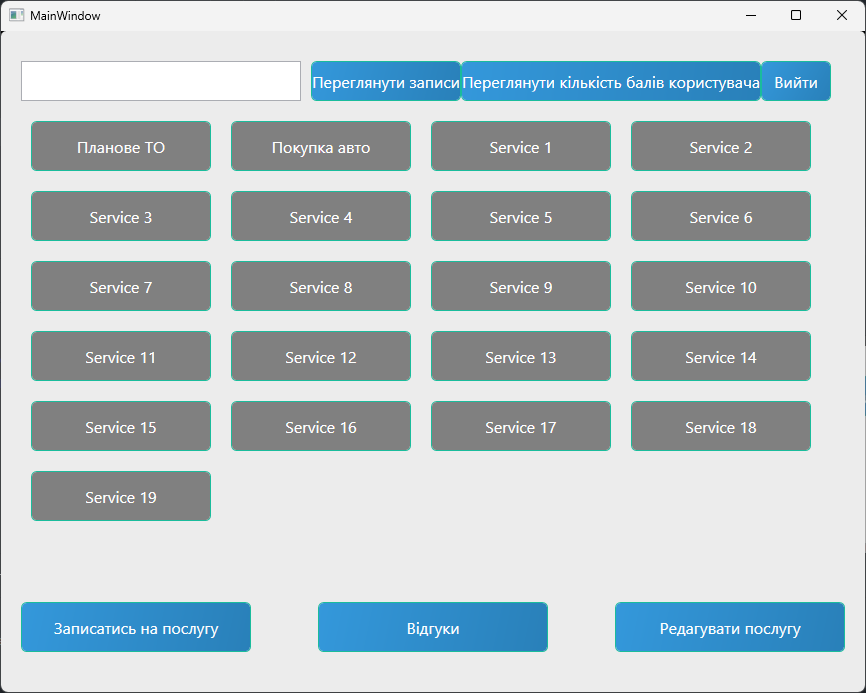 MainWindow
Переглянути записи Переглянути кількість балів користувача Вийти
Планове ТО Покупка авто Service 1 Service 2
Service 3 Service 4 Service 5 Service 6
Service 7 Service 8 Service 9 Service 10
Service 11 Service 12 Service 13 Service 14
Service 15 Service 16 Service 17 Service 18
Service 19
Записатись на послугу Відгуки Редагувати послугу